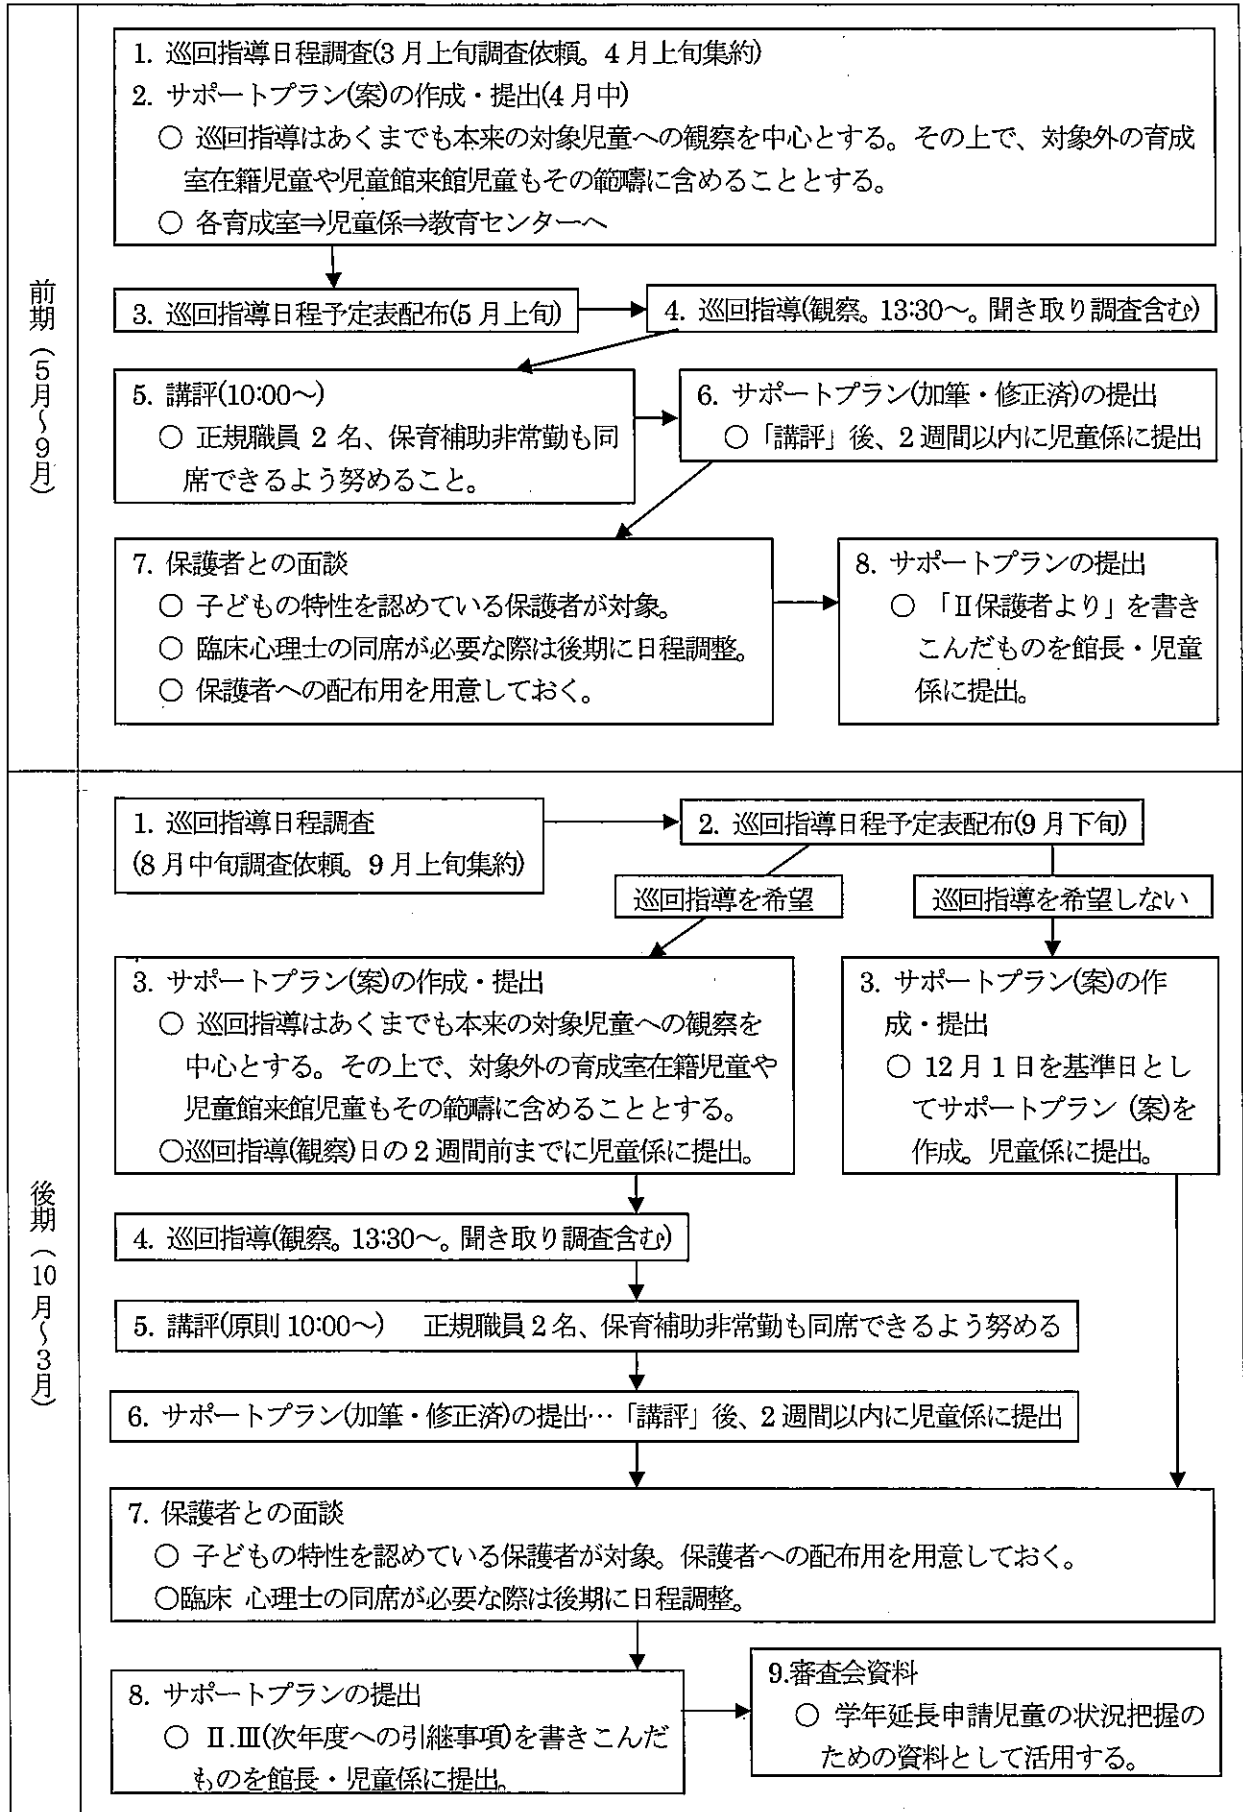 前期（5月～9月）
1. 巡回指導日程調査(3月上旬調査依頼。4月上旬集約)
2. サポートプラン(案)の作成・提出(4月中)
○ 巡回指導はあくまでも本来の対象児童への観察を中心とする。その上で、対象外の育成
室在籍児童や児童館来館児童もその範疇に含めることとする。
○ 各育成室⇒児童係⇒教育センターへ
3. 巡回指導日程予定表配布(5月上旬)
4. 巡回指導(観察。13:30～。聞き取り調査含む)
5. 講評(10:00～)
○ 正規職員 2 名、保育補助非常勤も同
席できるよう努めること。
6. サポートプラン(加筆・修正済)の提出
○「講評」後、2週間以内に児童係に提出
7. 保護者との面談
○ 子どもの特性を認めている保護者が対象。
○ 臨床心理士の同席が必要な際は後期に日程調整。
○ 保護者への配布用を用意しておく。
8. サポートプランの提出
○ 「Ⅱ保護者より」を書き
こんだものを館長・児童
係に提出。
後期（10月～3月）
1. 巡回指導日程調査
(8月中旬調査依頼。9月上旬集約)
2. 巡回指導日程予定表配布(9月下旬)
巡回指導を希望
巡回指導を希望しない
3. サポートプラン(案)の作成・提出
○ 巡回指導はあくまでも本来の対象児童への観察を
中心とする。その上で、対象外の育成室在籍児童や
児童館来館児童もその範疇に含めることとする。
○巡回指導(観察)日の2週間前までに児童係に提出。
3. サポートプラン(案)の作
成・提出
○ 12月1日を基準日とし
てサポートプラン (案)を
作成。児童係に提出。
4. 巡回指導(観察。13:30～。聞き取り調査含む)
5. 講評(原則 10:00～) 正規職員2名、保育補助非常勤も同席できるよう努める
6. サポートプラン(加筆・修正済)の提出…「講評」後、2週間以内に児童係に提出
7. 保護者との面談
○ 子どもの特性を認めている保護者が対象。保護者への配布用を用意しておく。
○臨床 心理士の同席が必要な際は後期に日程調整。
8. サポートプランの提出
○ Ⅱ.Ⅲ(次年度への引継事項)を書きこんだ
ものを館長・児童係に提出。
9.審査会資料
○ 学年延長申請児童の状況把握の
ための資料として活用する。